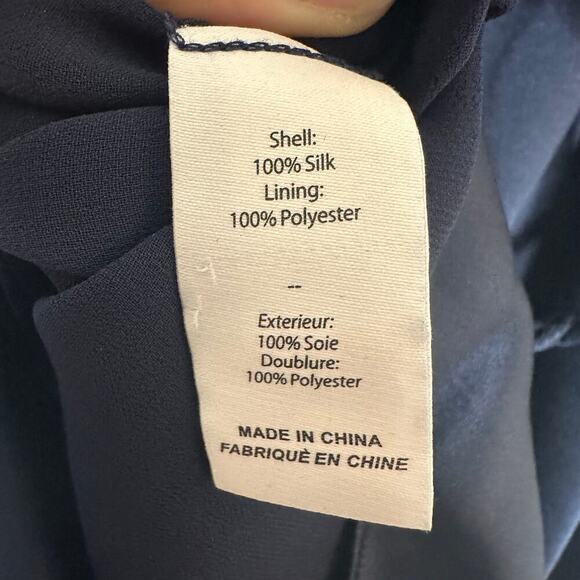 Shell:
100% Silk
Lining:
100% Polyester
--
Exterieur:
100% Soie
Doublure:
100% Polyester
MADE IN CHINA
FABRIQUÈ EN CHINE